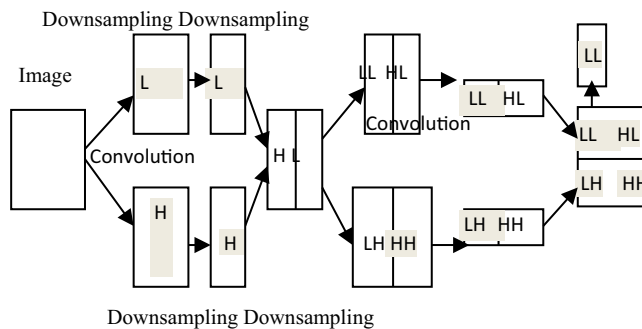 Downsampling Downsampling
Image
L
L
LL HL
LL HL
LL
Convolution
Convolution
H L
LL HL
LH HH
H
H
LH HH
LH HH
Downsampling Downsampling